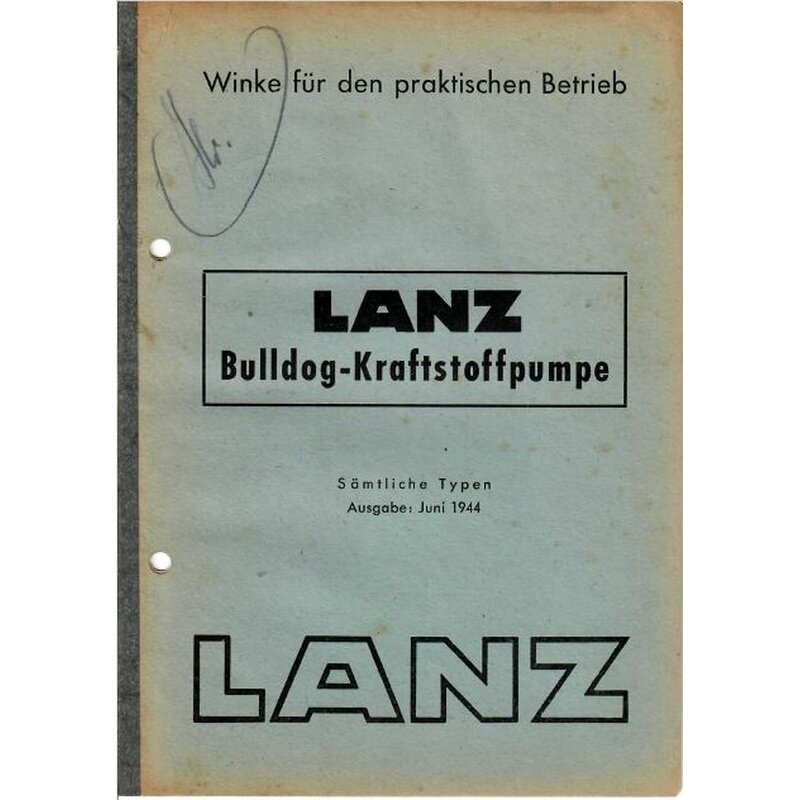 Winke für den praktischen Betrieb
LANZ
Bulldog-Kraftstoffpumpe
Sämtliche Typen
Ausgabe: Juni 1944
LANZ